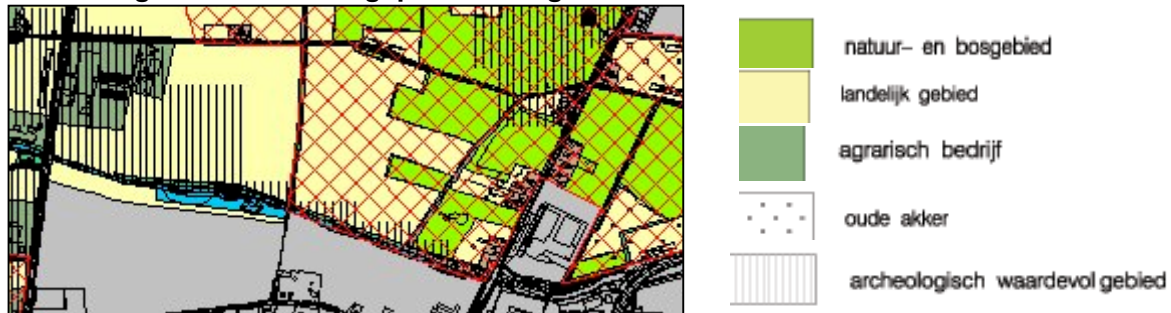 natuur– en bosgebied
landelijk gebied
agrarisch bedrijf
oude akker
archeologisch waardevol gebied